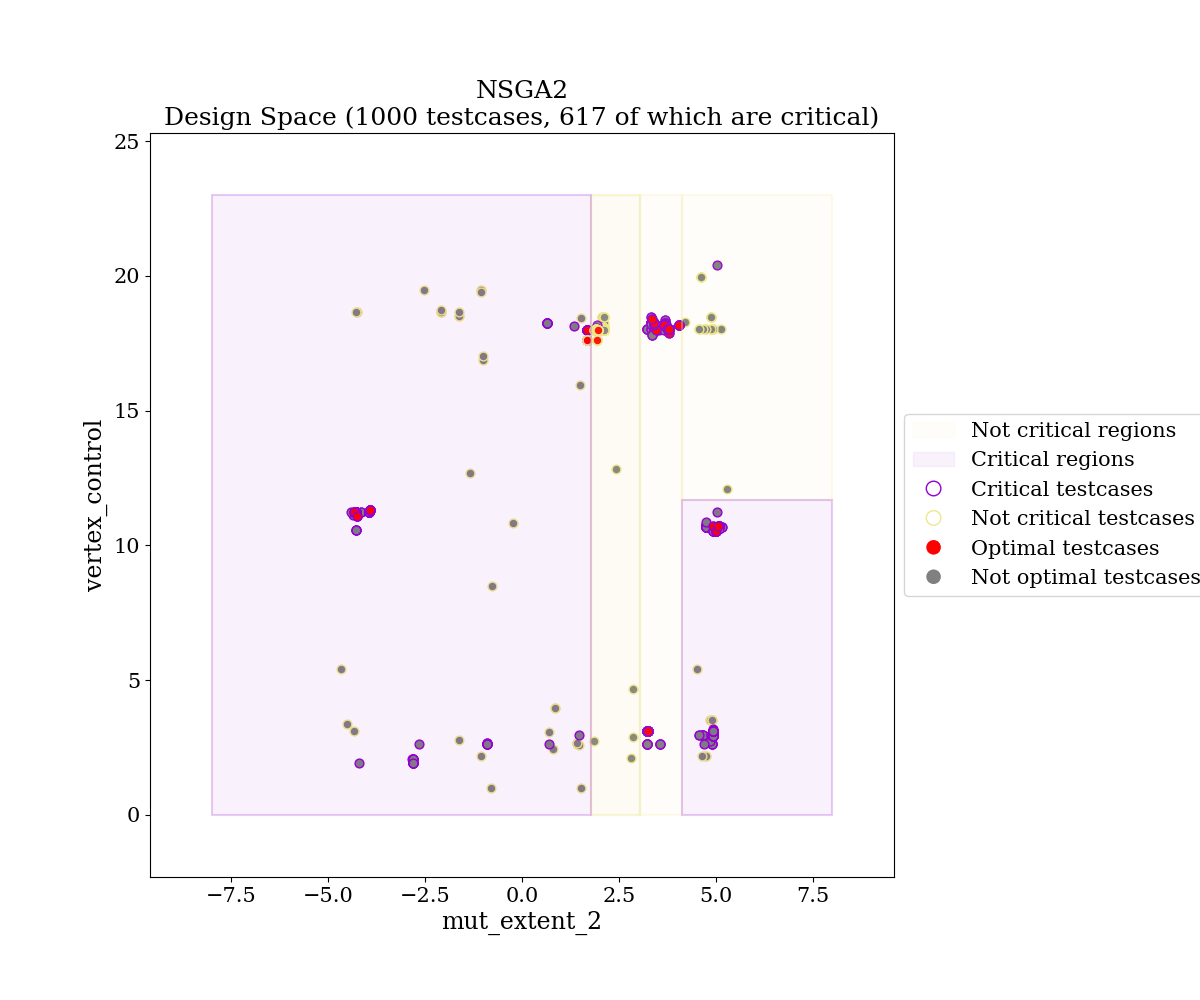 NSGA2
Design Space (1000 testcases, 617 of which are critical)
25
20
15
10
5
0
vertex_control
−7.5
−5.0
−2.5
0.0
2.5
5.0
7.5
mut_extent_2
Not critical regions
Critical regions
Critical testcases
Not critical testcases
Optimal testcases
Not optimal testcases